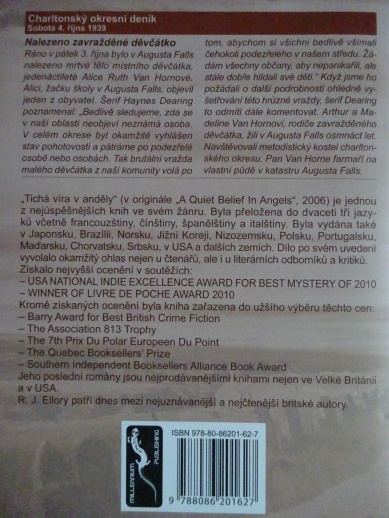 Charltonský okresní deník
Sobota 4. října 1939
Nalezeno zavražděné děvčátko
Ráno v pátek 3. října bylo v Augusta Falls
nalezeno mrtvé tělo místního děvčátka,
jedenáctileté Alice Ruth Van Hornové.
Alici, žačku školy v Augusta Falls, objevil
jeden z obyvatel. Šerif Haynes Dearing
poznamenal: „Bedlivě sledujeme, zda se
v naší oblasti neobjeví neznámá osoba.
V celém okrese byl okamžitě vyhlášen
stav pohotovosti a pátráme po podezřelé
osobě nebo osobách. Tak brutální vražda
malého děvčátka z naší komunity volá po
tom, abychom si všichni bedlivě všímali
čehokoli podezřelého v našem středu. Žá-
dám všechny občany, aby nepanikařili, ale
stále dobře hlídali své děti.“ Když jsme ho
požádali o další podrobnosti ohledně vy-
šetřování této hrůzné vraždy, šerif Dearing
to odmítl dále komentovat. Arthur a Ma-
deline Van Hornovi, rodiče zavražděného
děvčátka, žili v Augusta Falls osmnáct let.
Navštěvovali metodistický kostel charlton-
ského okresu. Pan Van Horne farmaří na
vlastní půdě v katastru Augusta Falls.
„Tichá víra v anděly“ (v originále „A Quiet Belief In Angels“, 2006) je jednou
z nejúspěšnějších knih ve svém žánru. Byla přeložena do dvaceti tří jazy-
ků včetně francouzštiny, čínštiny, španělštiny a italštiny. Byla vydána také
v Japonsku, Brazílii, Norsku, Jižní Koreji, Nizozemsku, Polsku, Portugalsku,
Maďarsku, Chorvatsku, Srbsku, v USA a dalších zemích. Dílo po svém uvedení
vyvolalo okamžitý ohlas nejen u čtenářů, ale i u literárních odborníků a kritiků.
Získalo nejvyšší ocenění v soutěžích:
– USA NATIONAL INDIE EXCELLENCE AWARD FOR BEST MYSTERY OF 2010
– WINNER OF LIVRE DE POCHE AWARD 2010
Kromě získaných ocenění byla kniha zařazena do užšího výběru těchto cen:
– Barry Award for Best British Crime Fiction
– The Association 813 Trophy
– The 7th Prix Du Polar Europeen Du Point
– The Quebec Booksellers' Prize
– Southern Independent Booksellers Alliance Book Award
Jeho poslední romány jsou nejprodávanějšími knihami nejen ve Velké Británii
a v USA.
R. J. Ellory patří dnes mezi nejuznávanější a nejčtenější britské autory.
MILLENNIUM
PUBLISHING
ISBN 978-80-86201-62-7
9 788086 201627